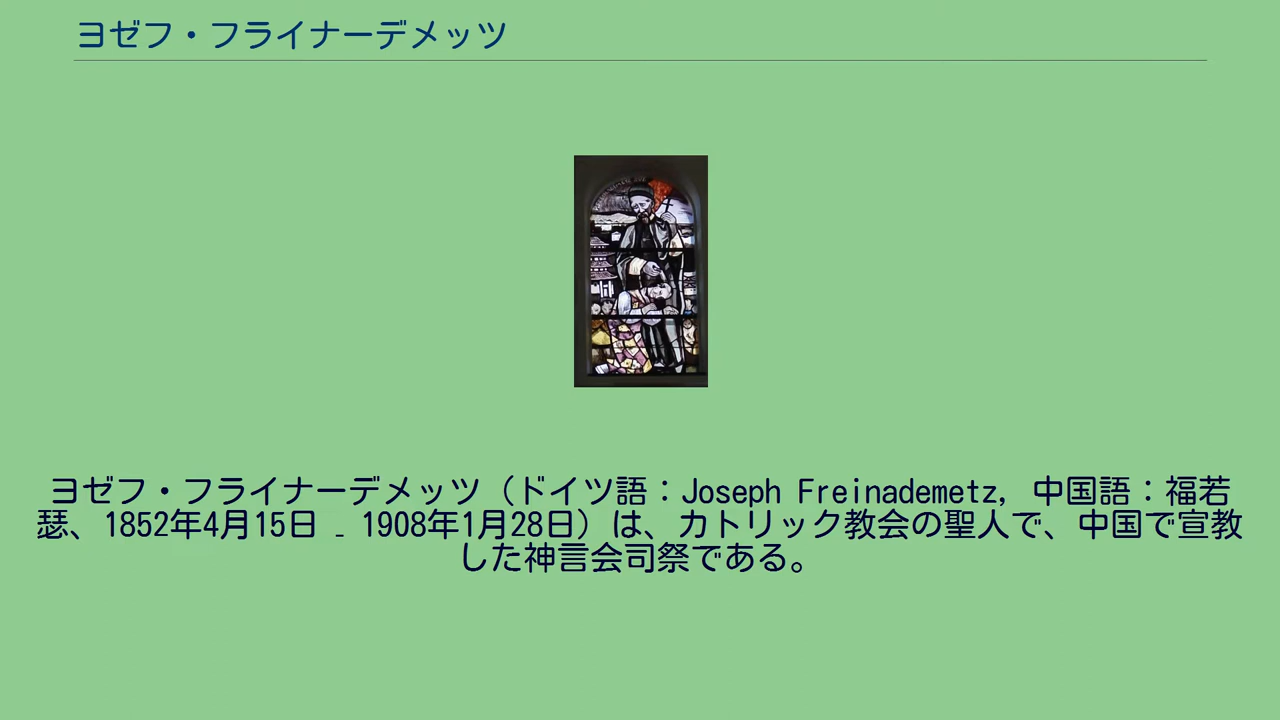 ヨゼフ・フライナーデメッツ
ヨゼフ・フライナーデメッツ（ドイツ語：Joseph Freinademetz, 中国語：福若
瑟、1852年4月15日 - 1908年1月28日）は、カトリック教会の聖人で、中国で宣教
した神言会司祭である。